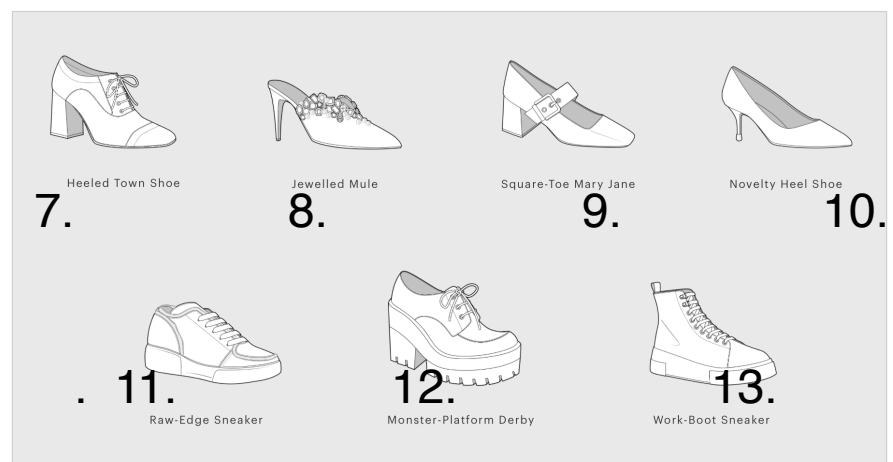 Heeled Town Shoe
Jewelled Mule
Square-Toe Mary Jane
Novelty Heel Shoe
7.
8.
9.
10.
. 11.
12.
13.
Raw-Edge Sneaker
Monster-Platform Derby
Work-Boot Sneaker